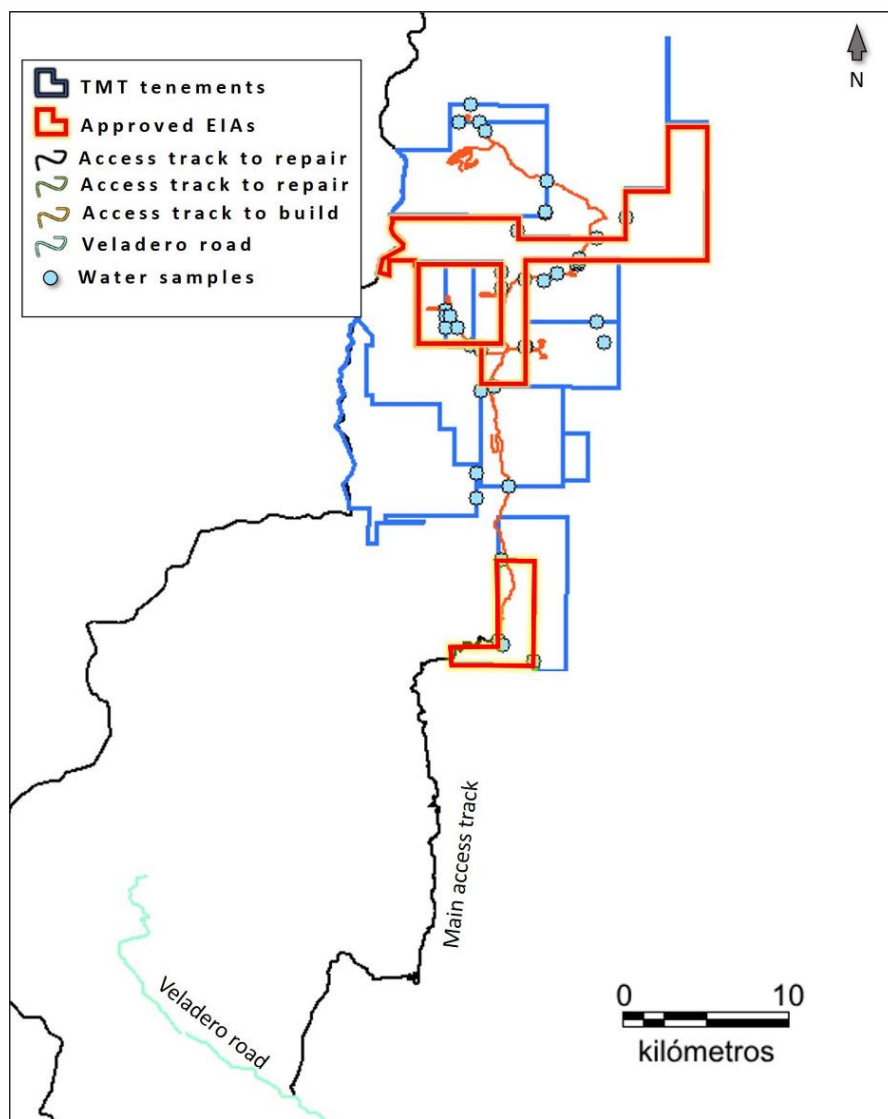 N
TMT tenements
Approved EIAs
Access track to repair
Access track to repair
Access track to build
Veladero road
Water samples
Main access track
Veladero road
0 10
kilómetros